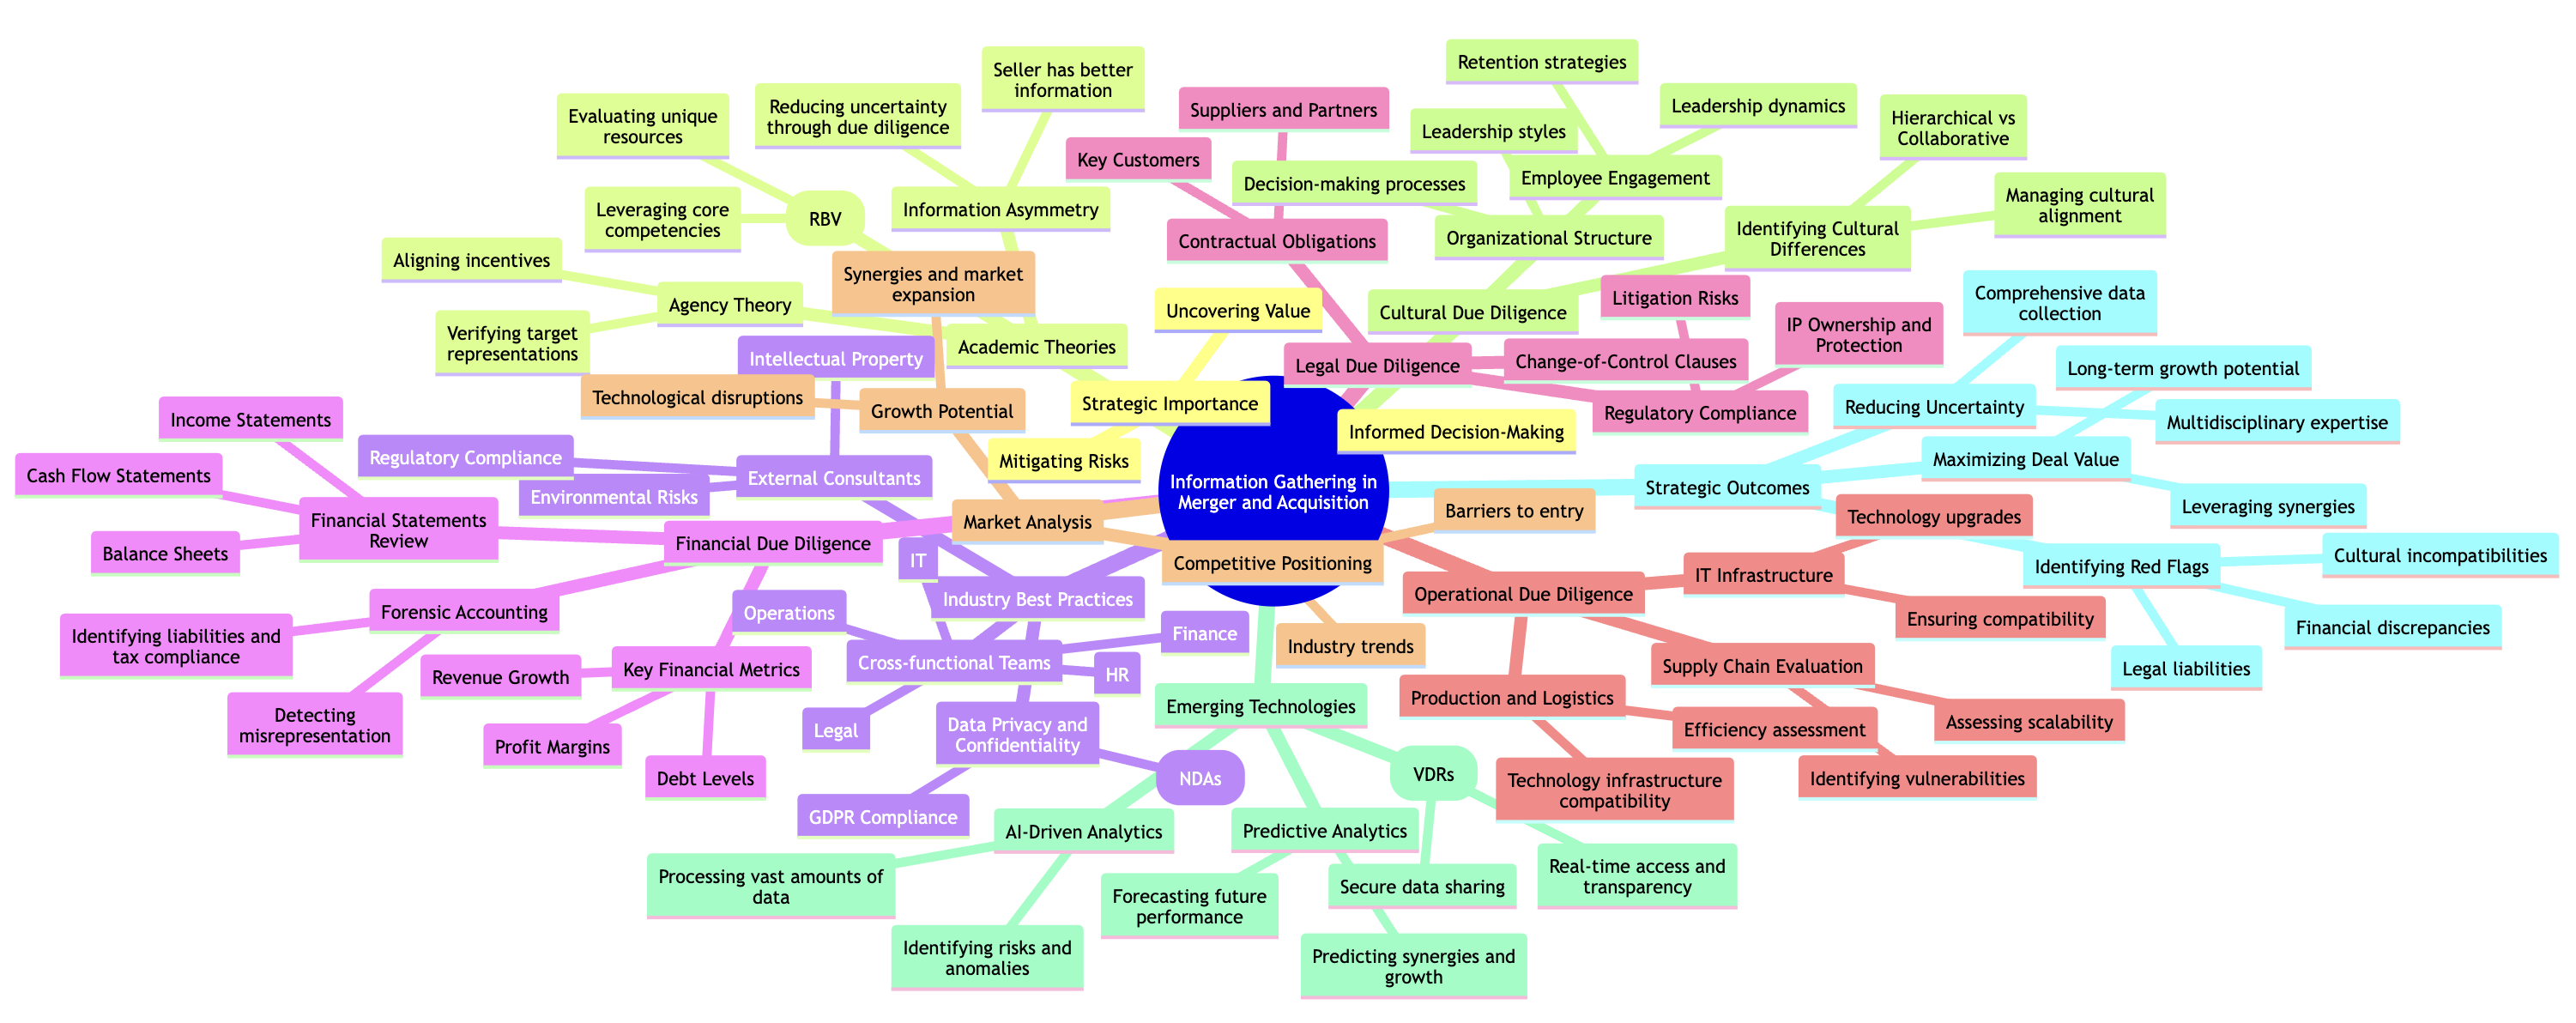 Retention strategies
Seller has better
information
Leadership dynamics
Suppliers and Partners
Reducing uncertainty
through due diligence
Evaluating unique
resources
Leadership styles
Hierarchical vs
Collaborative
Key Customers
Decision-making processes
Employee Engagement
Managing cultural
alignment
Leveraging core
competencies
RBV
Information Asymmetry
Contractual Obligations
Organizational Structure
Identifying Cultural
Differences
Aligning incentives
Synergies and market
expansion
Agency Theory
Uncovering Value
Cultural Due Diligence
Litigation Risks
Comprehensive data
collection
Verifying target
representations
Academic Theories
IP Ownership and
Protection
Intellectual Property
Legal Due Diligence
Change-of-Control Clauses
Long-term growth potential
Technological disruptions
Growth Potential
Strategic Importance
Regulatory Compliance
Reducing Uncertainty
Multidisciplinary expertise
Income Statements
Informed Decision-Making
Regulatory Compliance
Mitigating Risks
Maximizing Deal Value
Cash Flow Statements
External Consultants
Information Gathering in
Merger and Acquisition
Strategic Outcomes
Environmental Risks
Leveraging synergies
Barriers to entry
Technology upgrades
Financial Statements
Review
Market Analysis
Balance Sheets
Financial Due Diligence
IT
Competitive Positioning
IT Infrastructure
Identifying Red Flags
Cultural incompatibilities
Forensic Accounting
Operations
Industry Best Practices
Operational Due Diligence
Ensuring compatibility
Financial discrepancies
Identifying liabilities and
tax compliance
Finance
Industry trends
Revenue Growth
Key Financial Metrics
Cross-functional Teams
HR
Supply Chain Evaluation
Legal liabilities
Production and Logistics
Emerging Technologies
Detecting
misrepresentation
Legal
Data Privacy and
Confidentiality
Efficiency assessment
Assessing scalability
Profit Margins
Debt Levels
NDAs
VDRs
Technology infrastructure
compatibility
Identifying vulnerabilities
GDPR Compliance
AI-Driven Analytics
Predictive Analytics
Processing vast amounts of
data
Secure data sharing
Real-time access and
transparency
Forecasting future
performance
Identifying risks and
anomalies
Predicting synergies and
growth